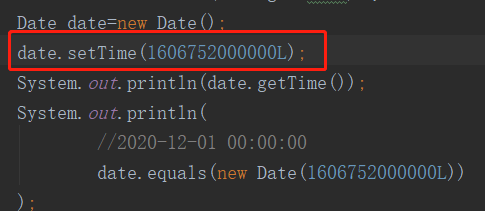 Date date=new Date();
date.setTime(1606752000000L);
System.out.println(date.getTime());
System.out.println(
//2020-12-01 00:00:00
date.equals(new Date(1606752000000L))
);